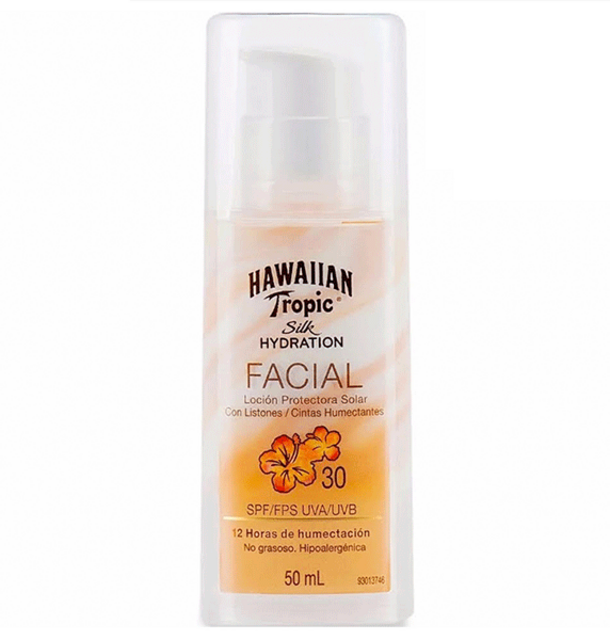 HAWAIIAN
Tropic®
Silk
HYDRATION
FACIAL
Loción Protectora Solar
Con Listones / Cintas Humectantes
30
SPF/FPS UVA/UVB
12 Horas de humectación
No grasoso. Hipoalergénica
50 mL
93013746